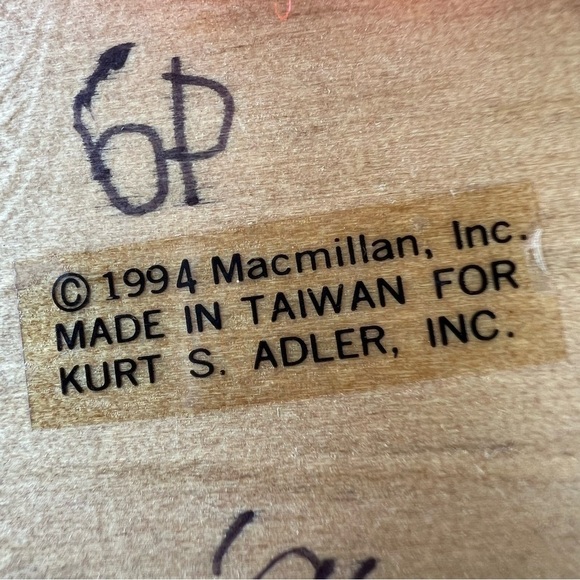 6P
© 1994 Macmillan, Inc.
MADE IN TAIWAN FOR
KURT S. ADLER, INC.